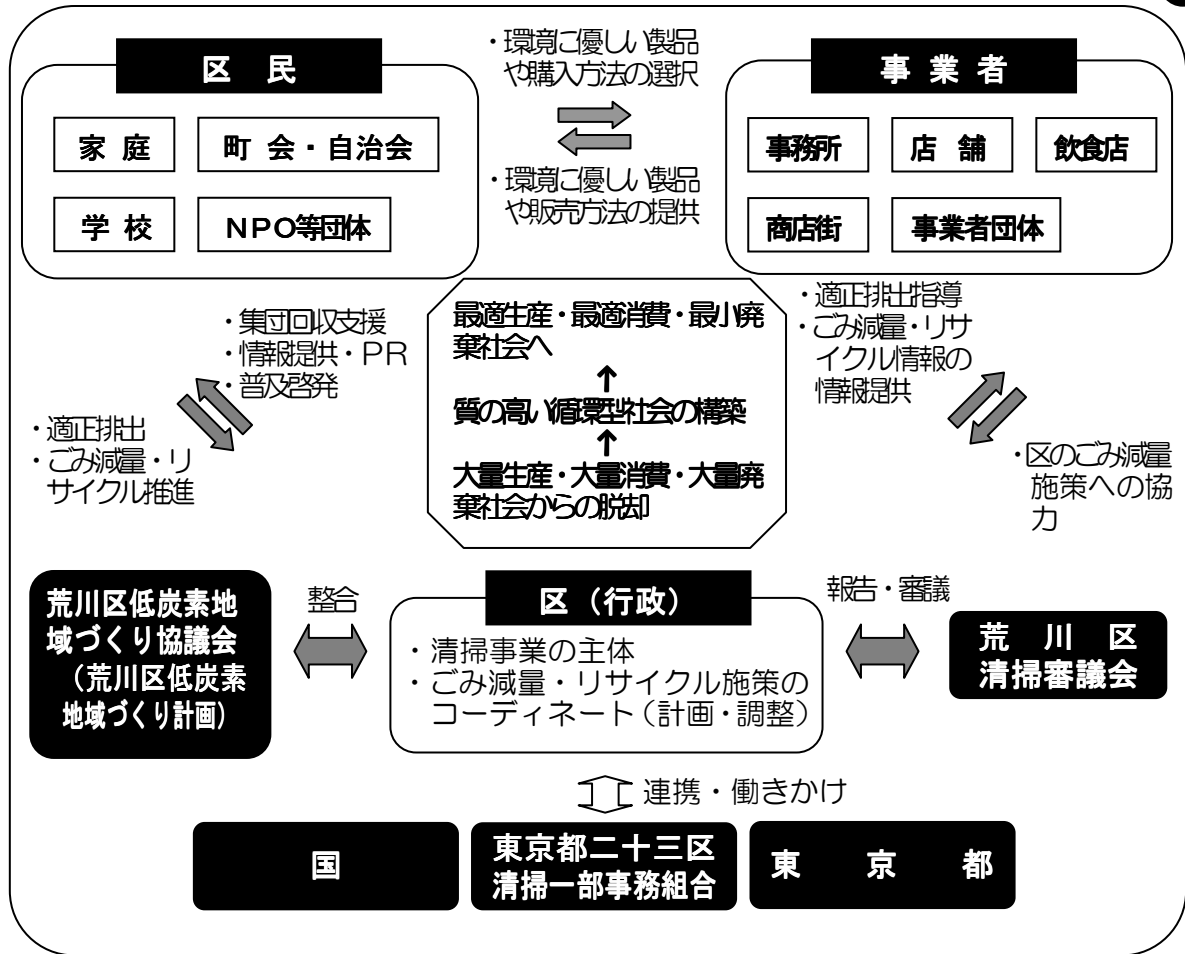 区 民
家 庭
町 会・自治会
学 校
NPO等団体
・環境に優しい製品
や購入方法の選択
・環境に優しい製品
や販売方法の提供
事 業 者
事務所
店 舗
飲食店
商店街
事業者団体
・集団回収支援
・情報提供・PR
・普及啓発
・適正排出
・ごみ減量・リ
サイクル推進
最適生産・最適消費・最小廃
棄社会へ
↑
質の高い循環型社会の構築
↑
大量生産・大量消費・大量廃
棄社会からの脱却
・適正排出指導
・ごみ減量・リサ
イクル情報の
情報提供
・区のごみ減量
施策への協
力
荒川区低炭素地
域づくり協議会
(荒川区低炭素
地域づくり計画)
整合
区(行政)
・清掃事業の主体
・ごみ減量・リサイクル施策の
コーディネート(計画・調整)
報告・審議
荒 川 区
清掃審議会
連携・働きかけ
国
東京都二十三区
清掃一部事務組合
東 京 都